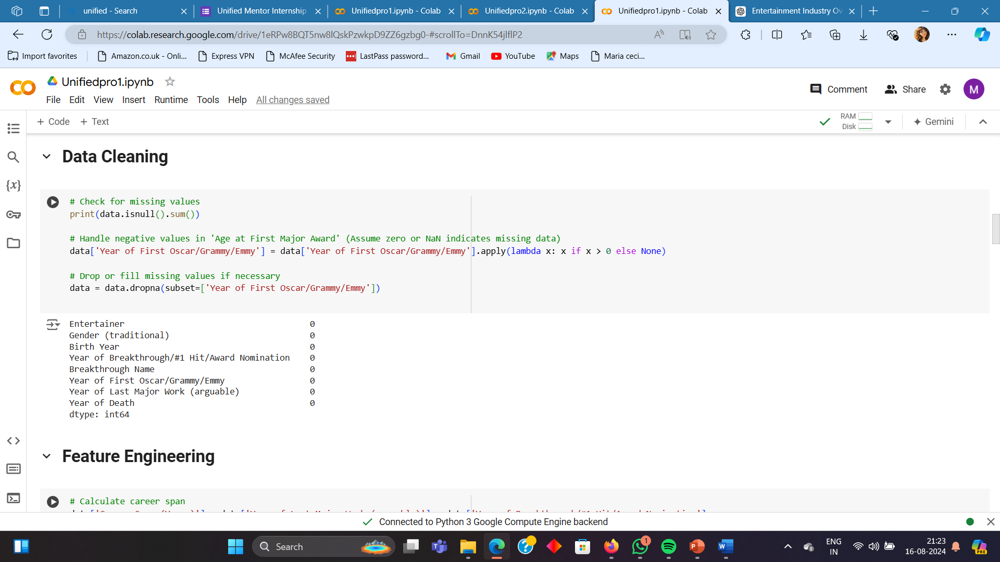 unified - Search
Unified Mentor Internship
Unifiedpro1.ipynb - Colab
Unifiedpro2.ipynb - Colab
Unifiedpro1.ipynb - Colab
Entertainment Industry Ov
https://colab.research.google.com/drive/1eRPw8BQT5nw8lQskPzwkpD9ZZ6gzbg0-#scrollTo=DnnK54jlflP2
Import favorites
Amazon.co.uk - Onli...
Express VPN
McAfee Security
LastPass password...
Gmail
YouTube
Maps
Maria ceci...
Unifiedpro1.ipynb
File Edit View Insert Runtime Tools Help All changes saved
Comment
Share
M
+ Code + Text
RAM
Disk
Gemini
{x}
Data Cleaning
# Check for missing values
print(data.isnull().sum())
# Handle negative values in 'Age at First Major Award' (Assume zero or NaN indicates missing data)
data['Year of First Oscar/Grammy/Emmy'] = data['Year of First Oscar/Grammy/Emmy'].apply(lambda x: x if x > 0 else None)
# Drop or fill missing values if necessary
data = data.dropna(subset=['Year of First Oscar/Grammy/Emmy'])
Entertainer 0
Gender (traditional) 0
Birth Year 0
Year of Breakthrough/#1 Hit/Award Nomination 0
Breakthrough Name 0
Year of First Oscar/Grammy/Emmy 0
Year of Last Major Work (arguable) 0
Year of Death 0
dtype: int64
Feature Engineering
# Calculate career span
Connected to Python 3 Google Compute Engine backend
Search
1
ENG
IN
21:23
16-08-2024
PRE